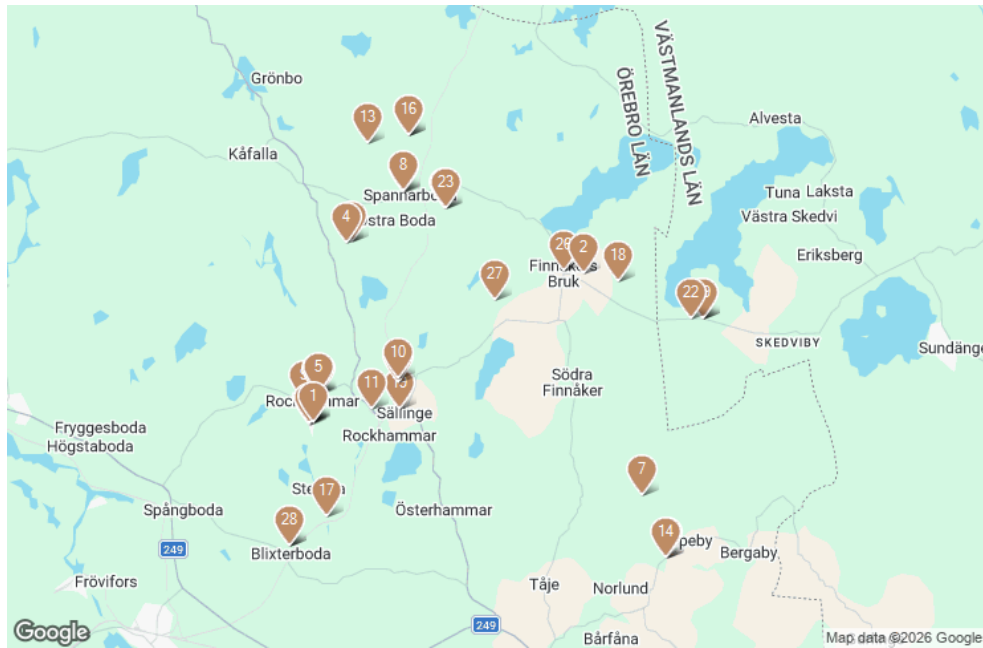 Grönbo
VÄSTMANLANDS LÄN
ÖREBRO LÄN
16
13
Alvesta
Kåfalla
8
23
Tuna Laksta
4
Västra Skedvi
26
2
18
Eriksberg
Bruk
27
22
SKEDVIBY
10
5
11
Södra
Finnåker
1
Sällinge
Fryggesboda
Högstaboda
Rockhammar
7
17
Spångboda
Österhammar
28
14
249
Blixterboda
Bergaby
Frövifors
Tåje
Norlund
249
Bårfåna
Google
Map data ©2026 Google